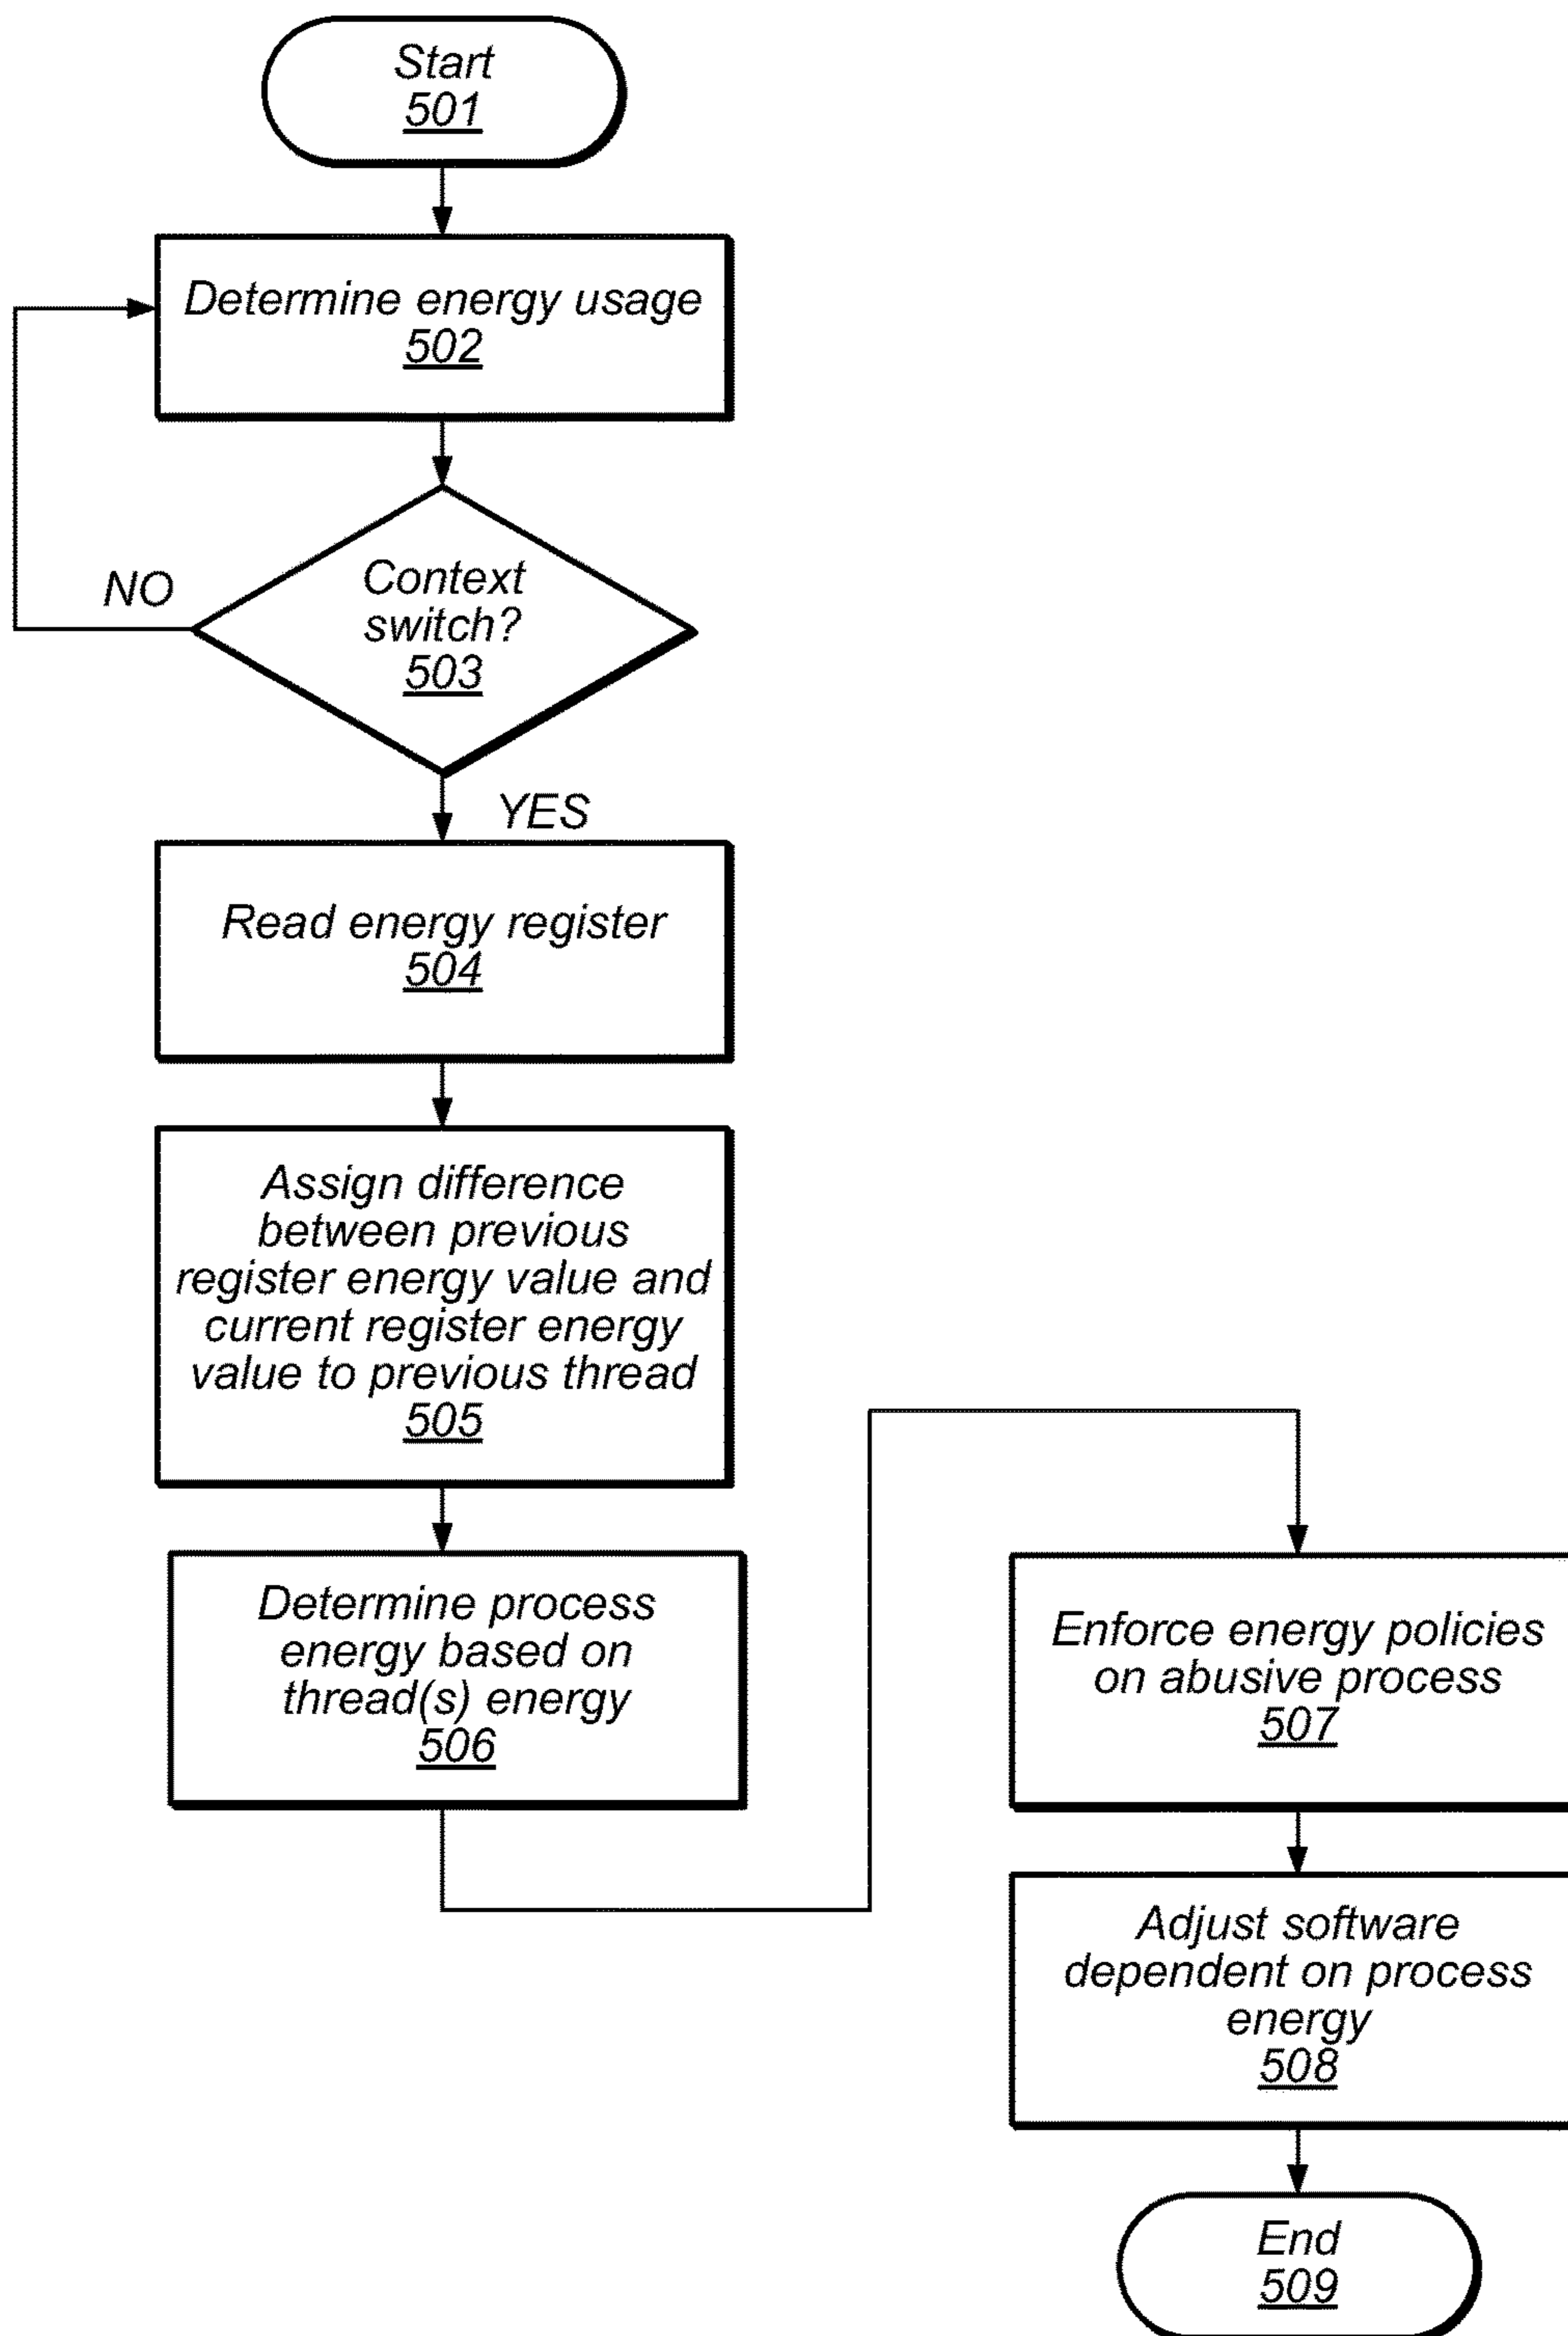 Start
501
Determine energy usage
502
Context
switch?
503
NO
YES
Read energy register
504
Assign difference
between previous
register energy value and
current register energy
value to previous thread
505
Determine process
energy based on
thread(s) energy
506
Enforce energy policies
on abusive process
507
Adjust software
dependent on process
energy
508
End
509